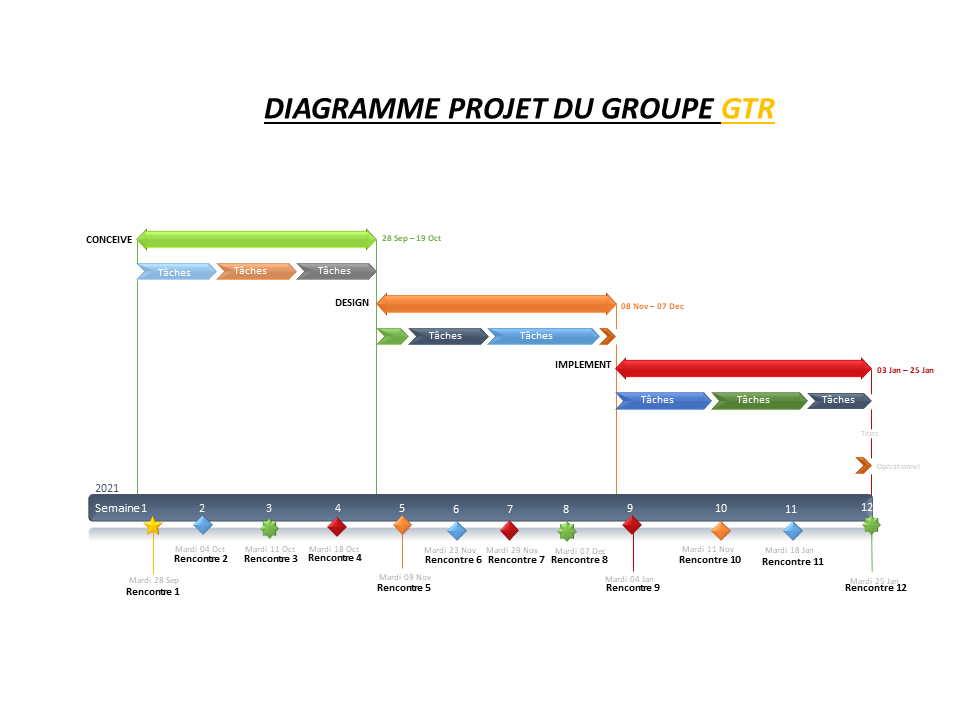 DIAGRAMME PROJET DU GROUPE GTR
CONCEIVE
28 Sep – 19 Oct
Tâches
Tâches
Tâches
DESIGN
08 Nov – 07 Dec
Tâches
Tâches
IMPLEMENT
03 Jan – 25 Jan
Tâches
Tâches
Tâches
Tests
Opérationnel
2021
Semaine 1 2 3 4 5 6 7 8 9 10 11 12
Mardi 28 Sep
Rencontre 1
Mardi 04 Oct
Rencontre 2
Mardi 11 Oct
Rencontre 3
Mardi 18 Oct
Rencontre 4
Mardi 09 Nov
Rencontre 5
Mardi 23 Nov
Rencontre 6
Mardi 29 Nov
Rencontre 7
Mardi 07 Dec
Rencontre 8
Mardi 04 Jan
Rencontre 9
Mardi 11 Nov
Rencontre 10
Mardi 18 Jan
Rencontre 11
Mardi 25 Jan
Rencontre 12